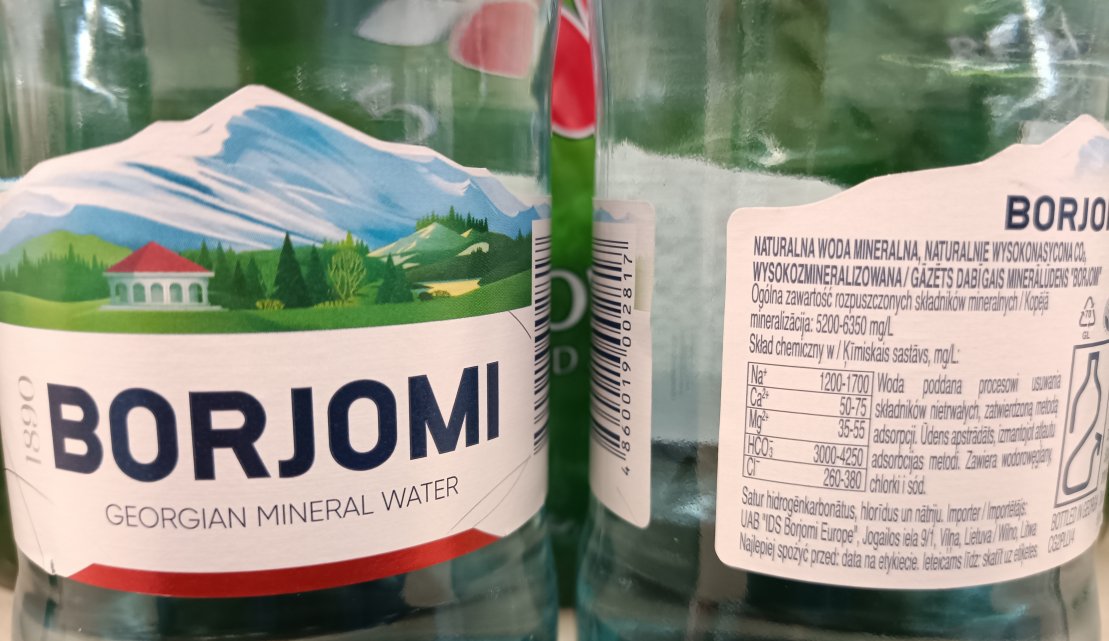 1890
BORJOMI
GEORGIAN MINERAL WATER
4 860019 002817
BORJO
NATURALNA WODA MINERALNA, NATURALNIE WYSOKONASYCONA CO₂,
WYSOKOZMINERALIZOWANA / GĀZĒTS DABĪGAIS MINERĀLŪDENS "BORJOMI"
Ogólna zawartość rozpuszczonych składników mineralnych / Kopējā
mineralizācija: 5200-6350 mg/L
Skład chemiczny w / Ķīmiskais sastāvs, mg/L:
Na⁺ 1200-1700
Ca²⁺ 50-75
Mg²⁺ 35-55
HCO₃⁻ 3000-4250
Cl⁻ 260-380
Woda poddana procesowi usuwania
składników nietrwałych, zatwierdzoną metodą
adsorpcji. Ūdens apstrādāts, izmantojot atļautu
adsorbcijas metodi. Zawiera wodorowęglany,
chlorki i sód.
Satur hidrogēnkarbonātus, hlorīdus un nātriju. Importer / Importētājs:
UAB "IDS Borjomi Europe", Jogailos iela 9/1, Viļņa, Lietuva / Wilno, Litwa.
Najlepiej spożyć przed: data na etykiecie. Ieteicams līdz: skatīt uz etiķetes.
GL
BOTTLED IN